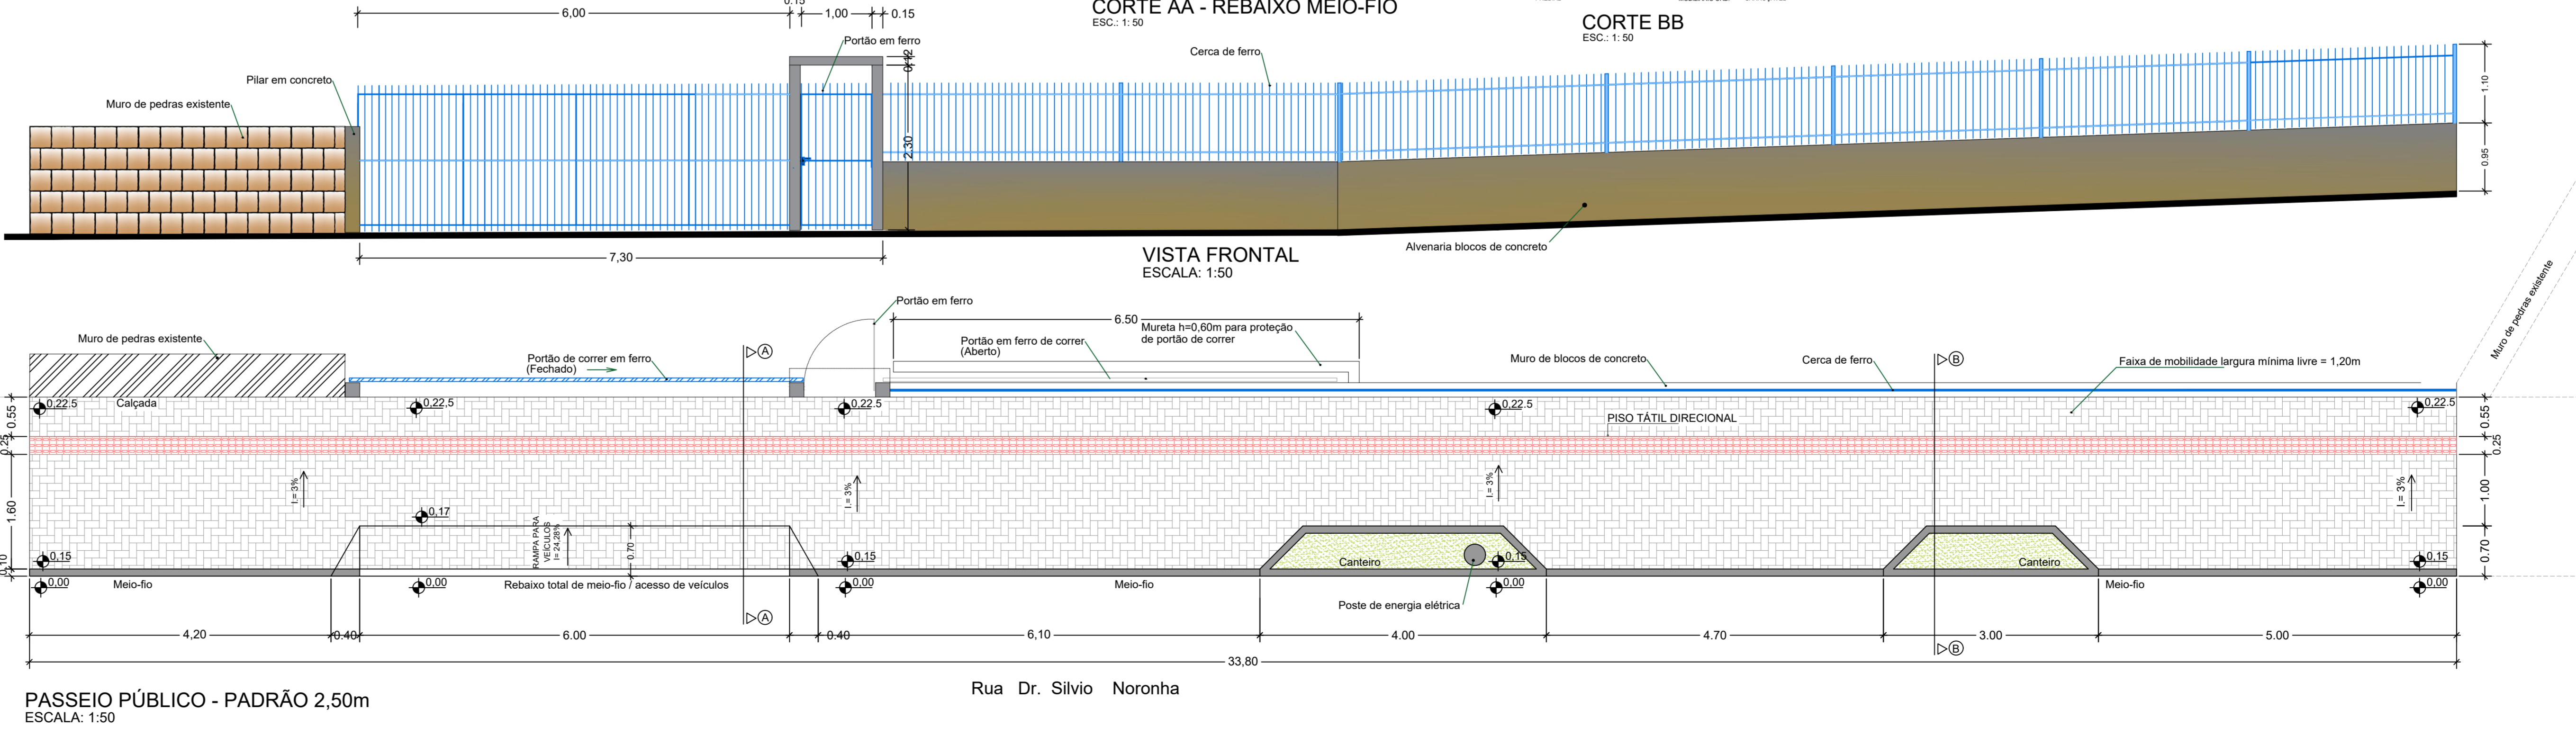 6,00
0.15
1,00
0.15
CORTE AA - REBAIXO MEIO-FIO
ESC.: 1: 50
CORTE BB
ESC.: 1: 50
Portão em ferro
Cerca de ferro
Pilar em concreto
Muro de pedras existente
0.12
2.30
1.10
0.95
Alvenaria blocos de concreto
7,30
VISTA FRONTAL
ESCALA: 1:50
Portão em ferro
6.50
Muro de pedras existente
Portão de correr em ferro
(Fechado)
Portão em ferro de correr
(Aberto)
Mureta h=0,60m para proteção
de portão de correr
Muro de blocos de concreto
Cerca de ferro
Faixa de mobilidade largura mínima livre = 1,20m
Muro de pedras existente
A
B
Calçada
0,22.5
0,22,5
0,22.5
0,22.5
0,22.5
0.55
0.25
1.60
0.10
PISO TÁTIL DIRECIONAL
0.55
0.25
1.00
0.70
I.= 3%
I.= 3%
I.= 3%
I.= 3%
0,17
RAMPA PARA
VEÍCULOS
I= 24,28%
0.70
0,15
0,15
0,15
0,15
Canteiro
Canteiro
0,00
Meio-fio
0,00
Rebaixo total de meio-fio / acesso de veículos
0,00
Meio-fio
0,00
Meio-fio
0,00
Poste de energia elétrica
A
B
4,20
0.40
6.00
0.40
6,10
4.00
4.70
3.00
5.00
33,80
PASSEIO PÚBLICO - PADRÃO 2,50m
ESCALA: 1:50
Rua Dr. Silvio Noronha